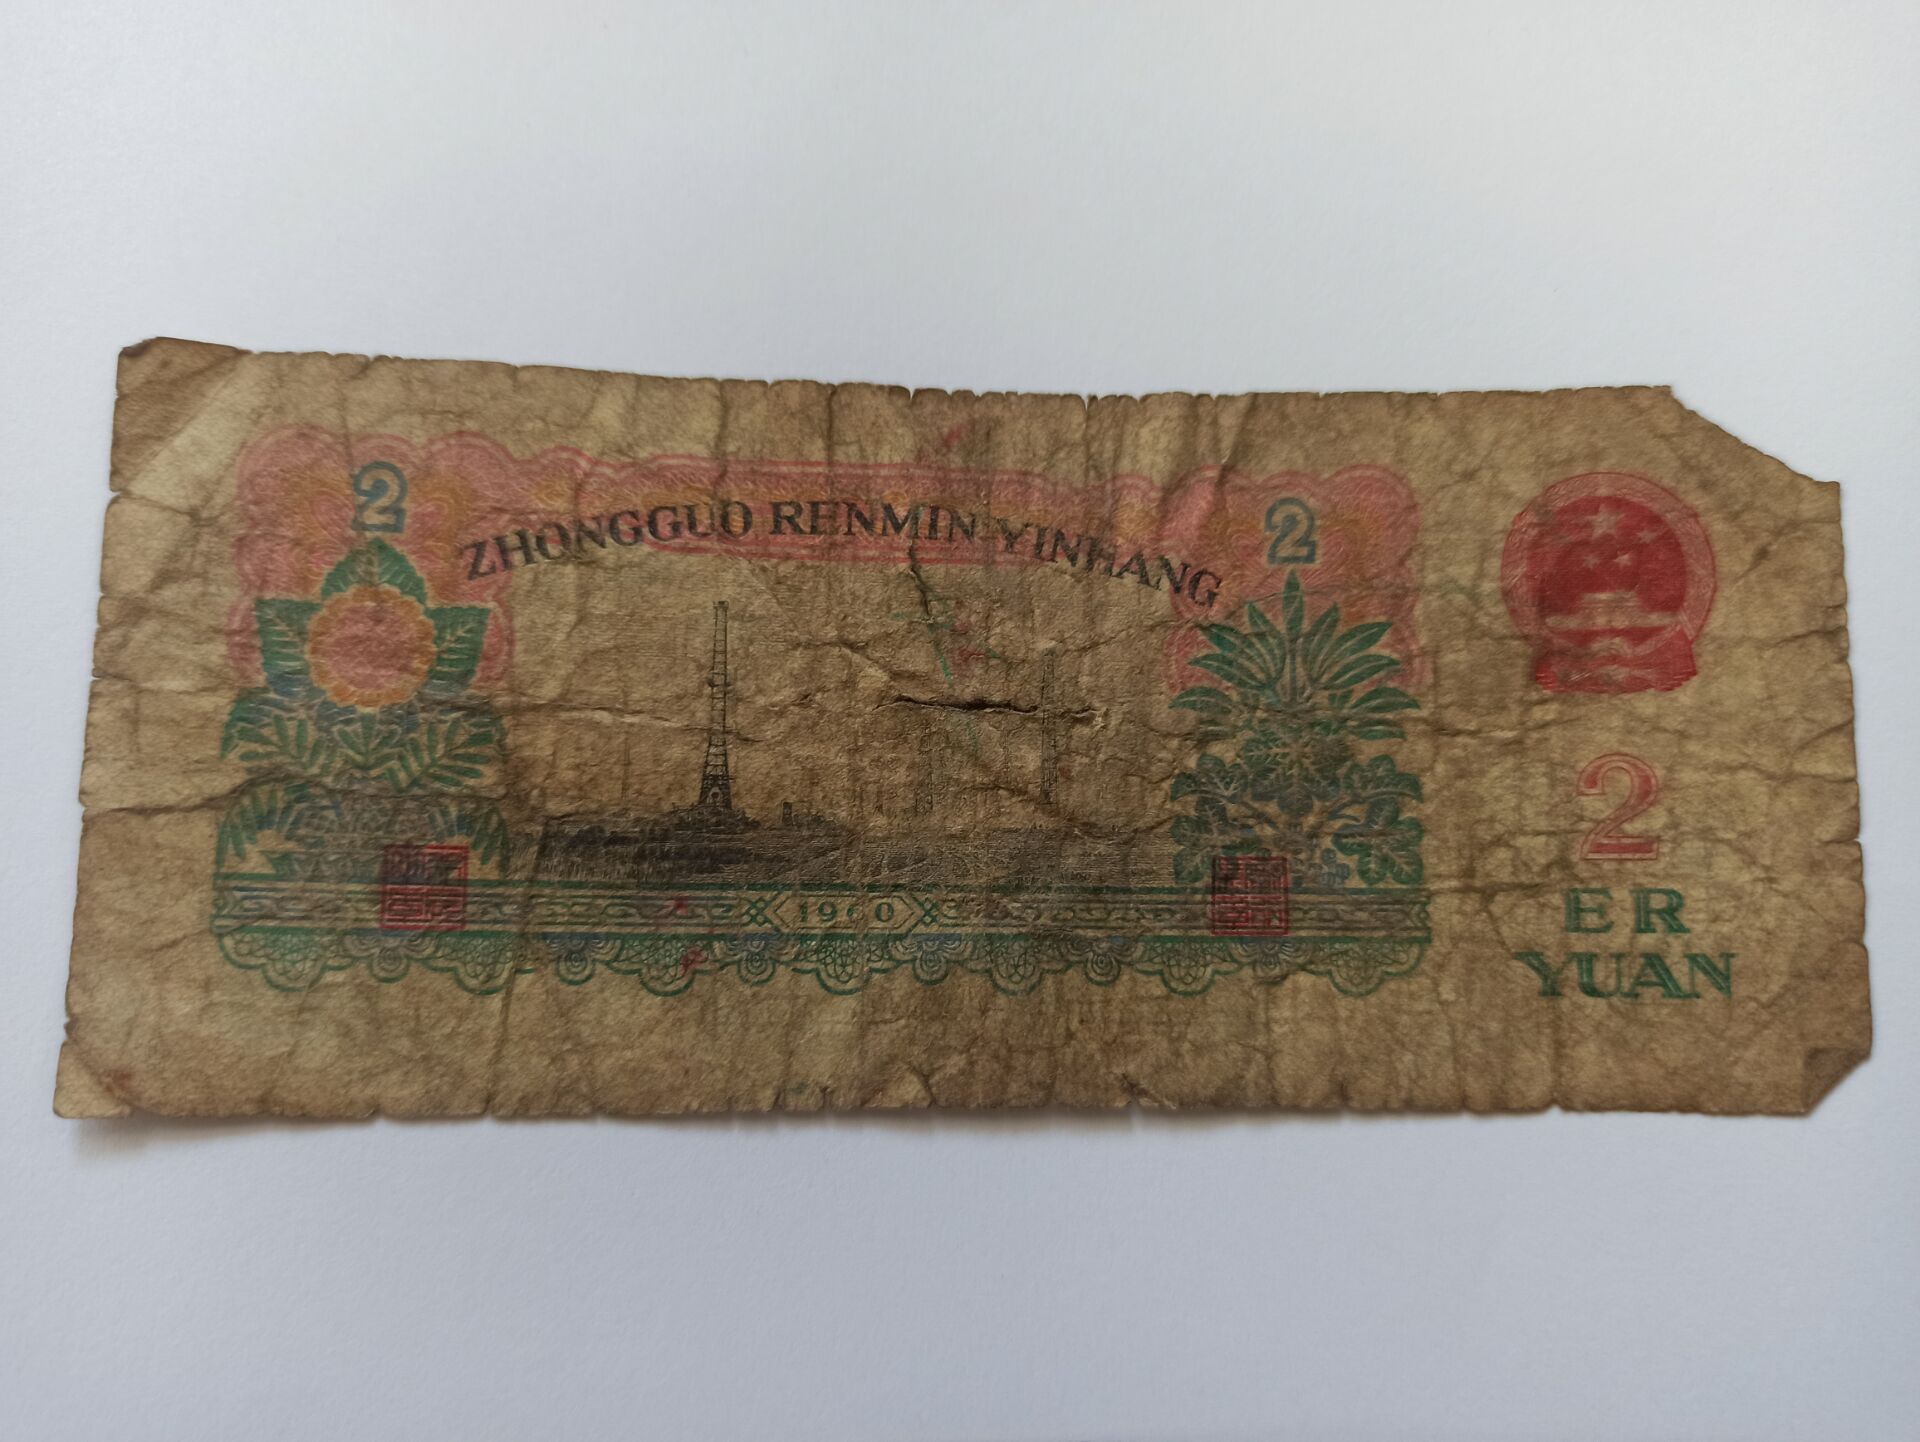 2
2
ZHONGGUO RENMIN YINHANG
2
1960
ER
YUAN